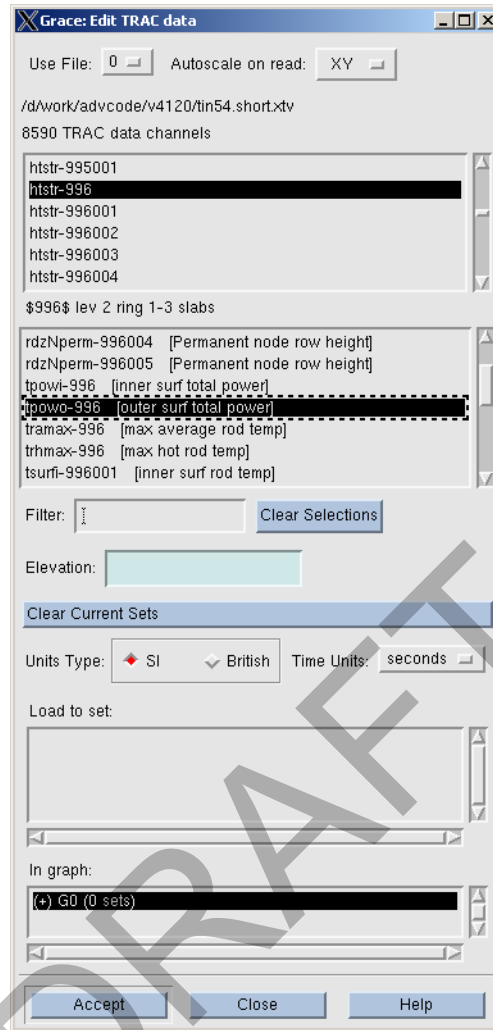 Grace: Edit TRAC data
Use File: 0 Autoscale on read: XY
/d/work/advcode/v4120/tin54.short.xtv
8590 TRAC data channels
htstr-995001
htstr-996
htstr-996001
htstr-996002
htstr-996003
htstr-996004
$996$ lev 2 ring 1-3 slabs
rdzNperm-996004 [Permanent node row height]
rdzNperm-996005 [Permanent node row height]
tpowi-996 [inner surf total power]
tpowo-996 [outer surf total power]
tramax-996 [max average rod temp]
trhmax-996 [max hot rod temp]
tsurfi-996001 [inner surf rod temp]
Filter: Clear Selections
Elevation:
Clear Current Sets
Units Type: SI British Time Units: seconds
Load to set:
In graph:
(+) G0 (0 sets)
Accept Close Help
DRAFT